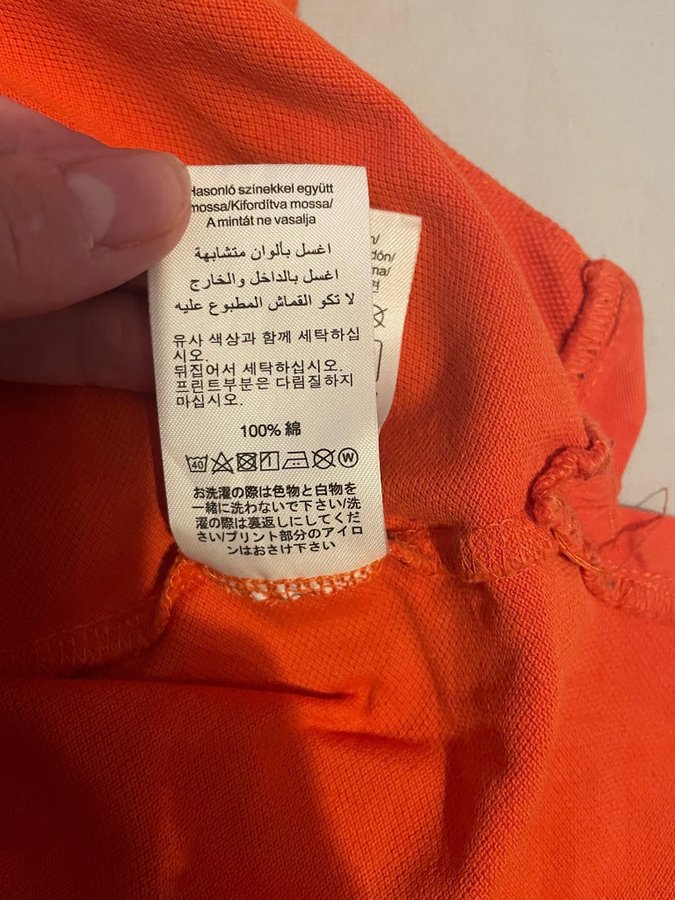 Hasonló színekkel együtt
mossa/Kifordítva mossa/
A mintát ne vasalja
اغسل بألوان متشابهة
اغسل بالداخل والخارج
لا تكو القماش المطبوع عليه
유사 색상과 함께 세탁하십
시오.
뒤집어서 세탁하십시오.
프린트부분은 다림질하지
마십시오.
100% 綿
40 W
お洗濯の際は色物と白物を
一緒に洗わないで下さい/洗
濯の際は裏返しにしてくだ
さい/プリント部分のアイロ
ンはおさけ下さい